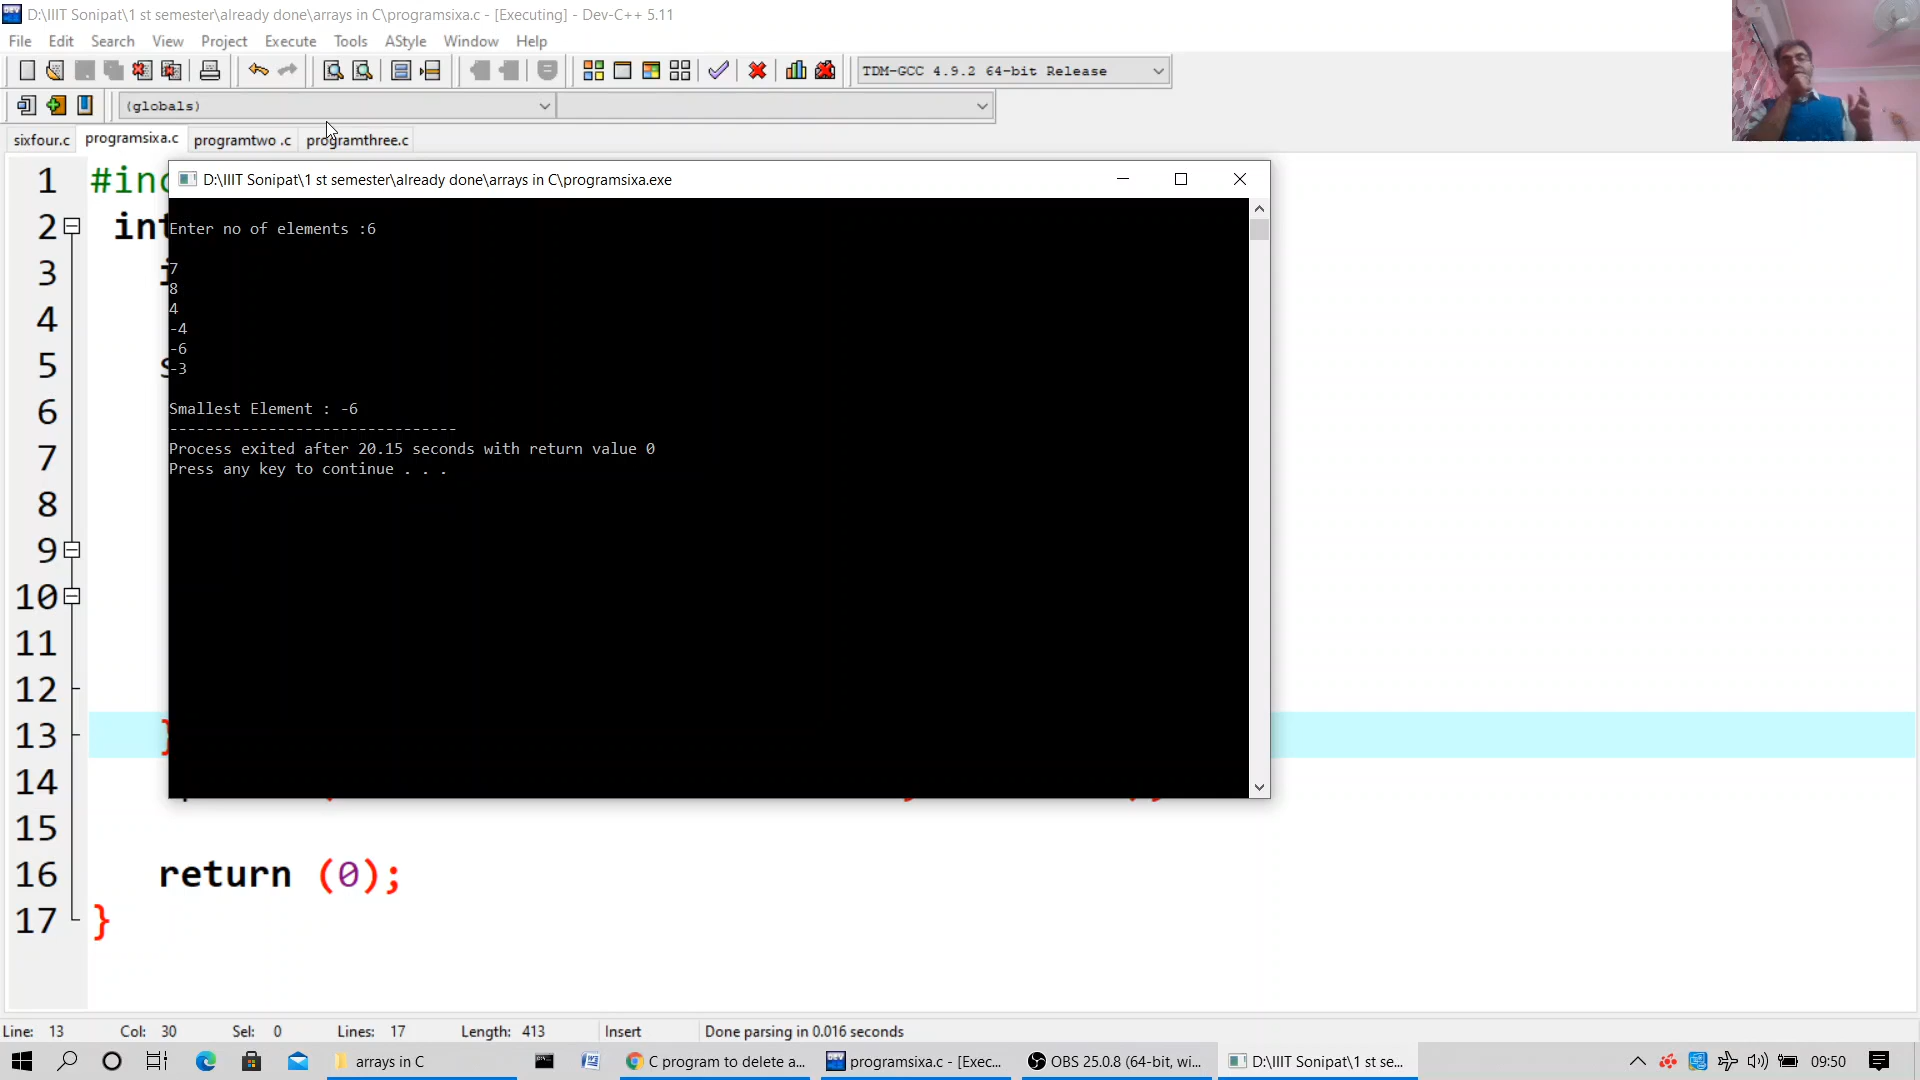 D:\IIIT Sonipat\1 st semester\already done\arrays in C\programsixa.c - [Executing] - Dev-C++ 5.11
File Edit Search View Project Execute Tools AStyle Window Help
TDM-GCC 4.9.2 64-bit Release
(globals)
sixfour.c programsixa.c programtwo .c programthree.c
D:\IIIT Sonipat\1 st semester\already done\arrays in C\programsixa.exe
1 #inc
2 int
3
4
5
6
7
8
9
10
11
12
13 }
14
15
16 return (0);
17 }
Enter no of elements :6
7
8
4
-4
-6
-3
Smallest Element : -6
--------------------------------
Process exited after 20.15 seconds with return value 0
Press any key to continue . . .
Line: 13 Col: 30 Sel: 0 Lines: 17 Length: 413 Insert Done parsing in 0.016 seconds
arrays in C C program to delete a... programsixa.c - [Exec... OBS 25.0.8 (64-bit, wi... D:\IIIT Sonipat\1 st se... 09:50